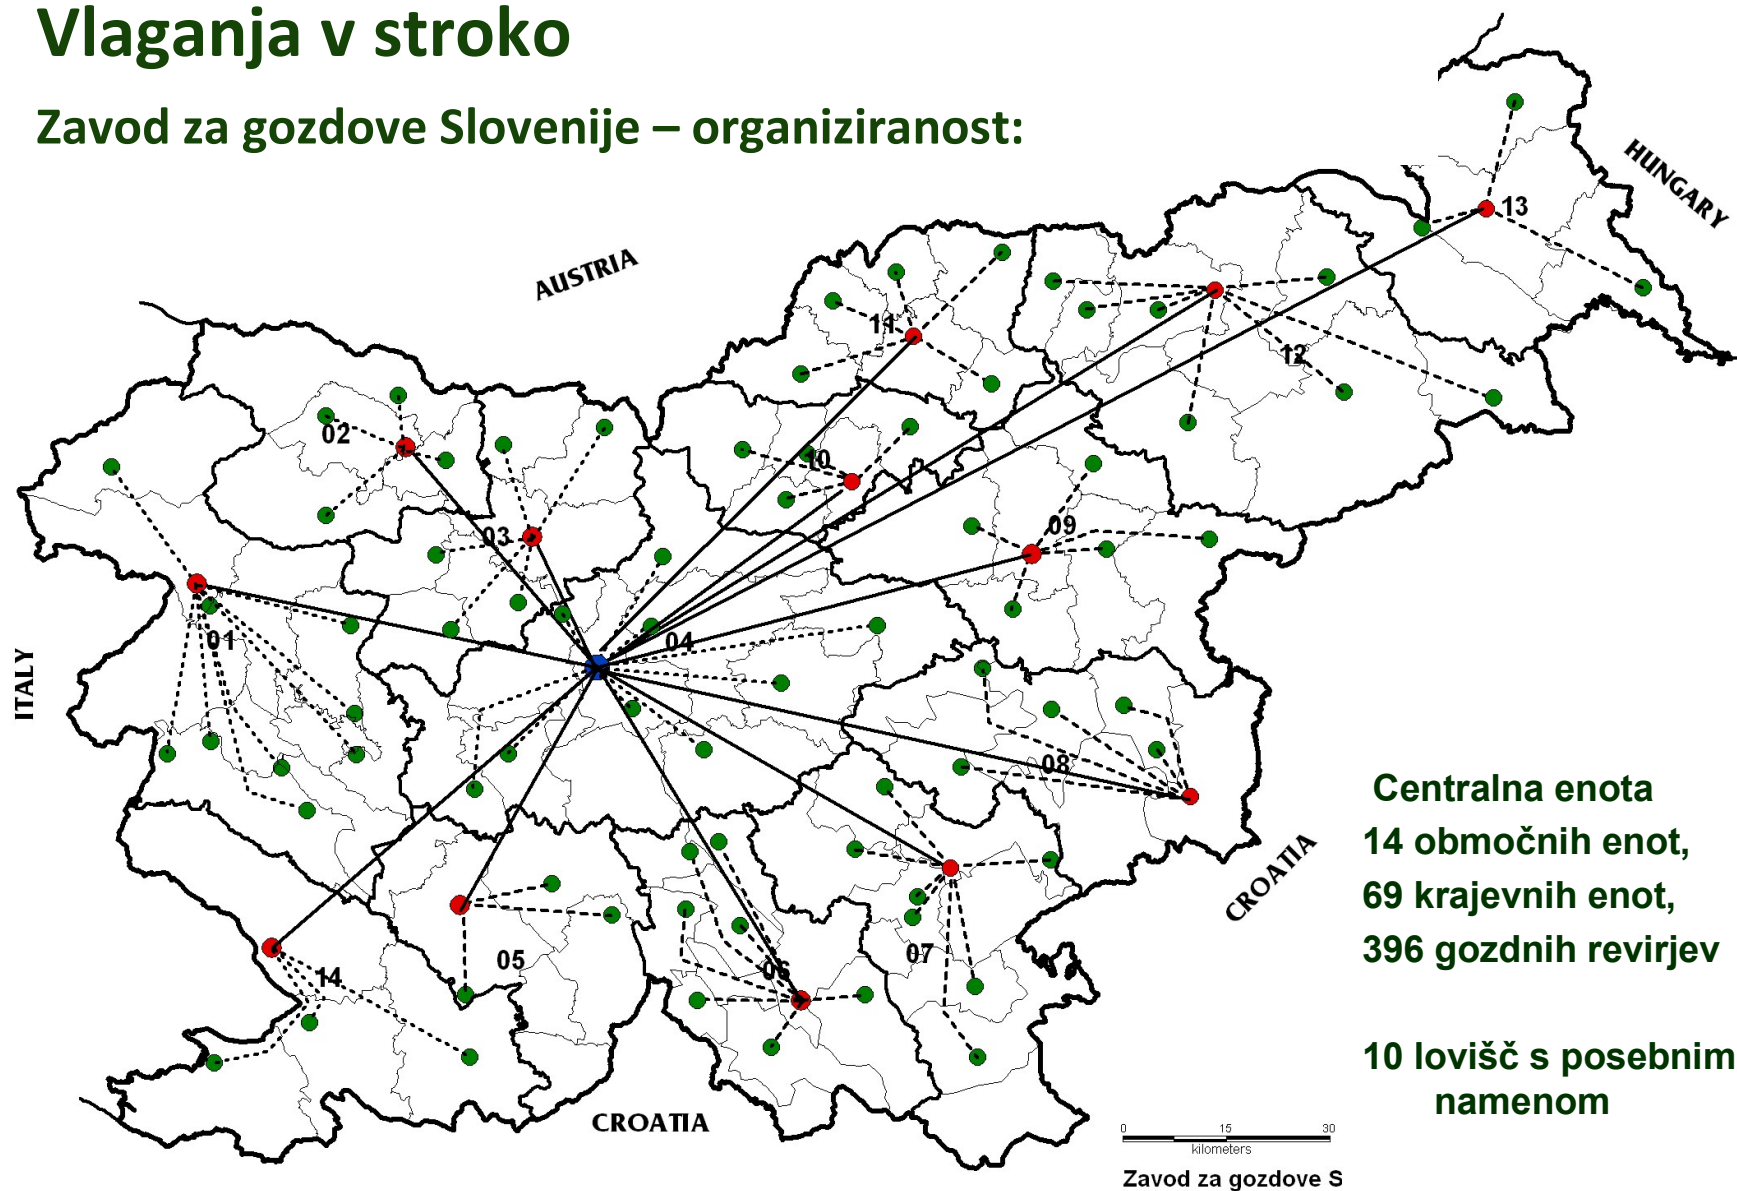 Vlaganja v stroko
Zavod za gozdove Slovenije – organiziranost:
HUNGARY
13
AUSTRIA
11
12
02
10
03
09
01
04
ITALY
08
Centralna enota
14 območnih enot,
69 krajevnih enot,
396 gozdnih revirjev
CROATIA
07
05
06
14
10 lovišč s posebnim
namenom
CROATIA
0 15 30
kilometers
Zavod za gozdove S